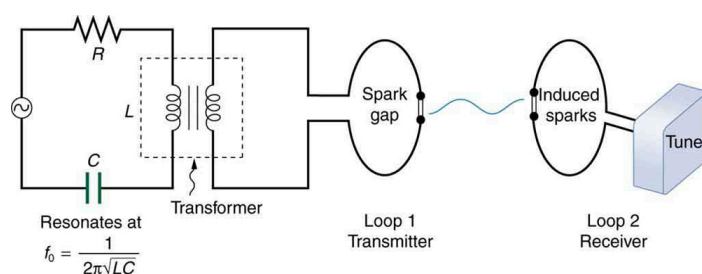 R
L
C
Transformer
Resonates at
f₀ = 1 / 2π√LC
Spark
gap
Induced
sparks
Tune
Loop 1
Transmitter
Loop 2
Receiver